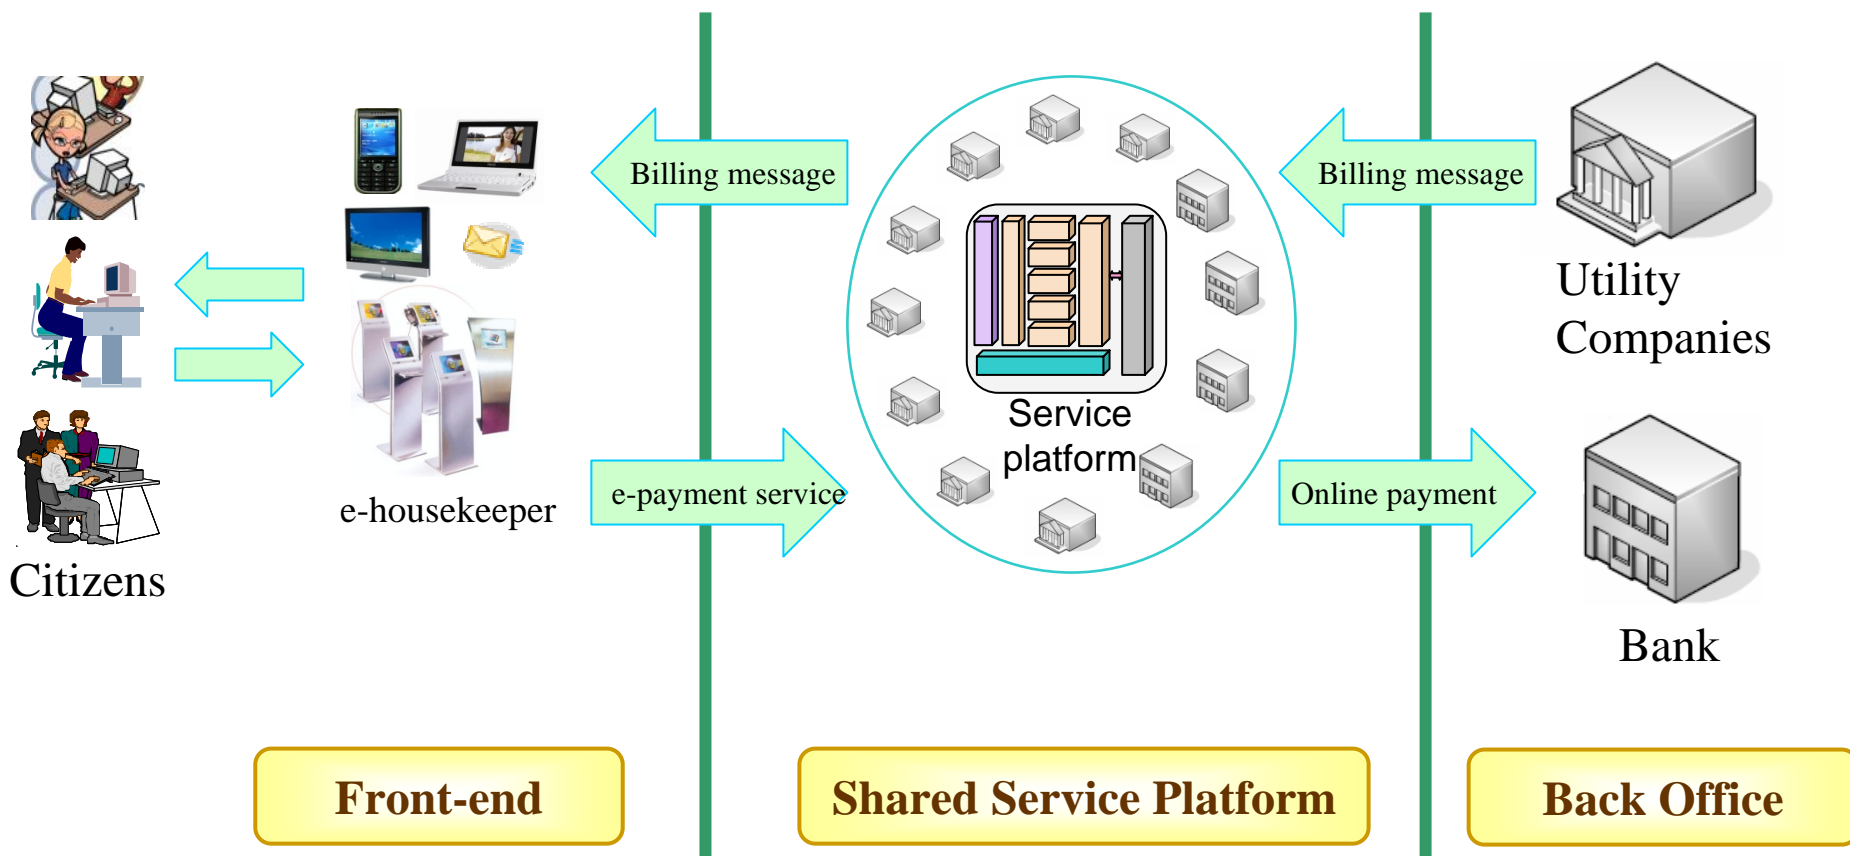 Billing message
Billing message
Utility
Companies
Service
platform
e-payment service
Online payment
e-housekeeper
Citizens
Bank
Front-end
Shared Service Platform
Back Office